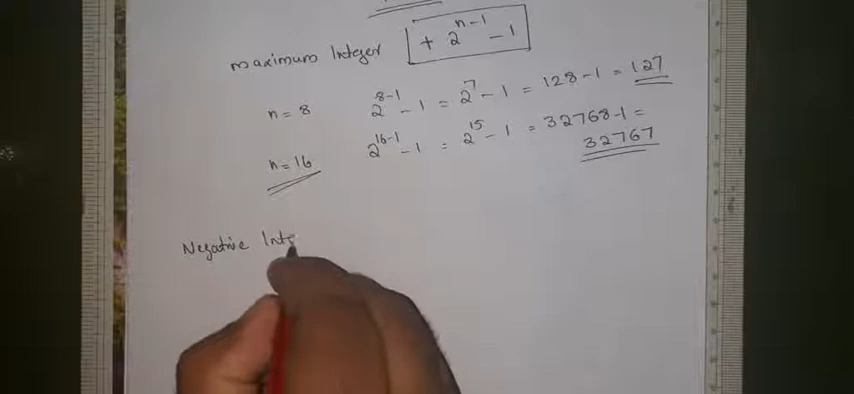 maximum Integer + 2^{n-1} - 1
n = 8 2^{8-1} - 1 = 2^7 - 1 = 128 - 1 = 127
n = 16 2^{16-1} - 1 = 2^{15} - 1 = 32768 - 1 =
32767
Negative Inte